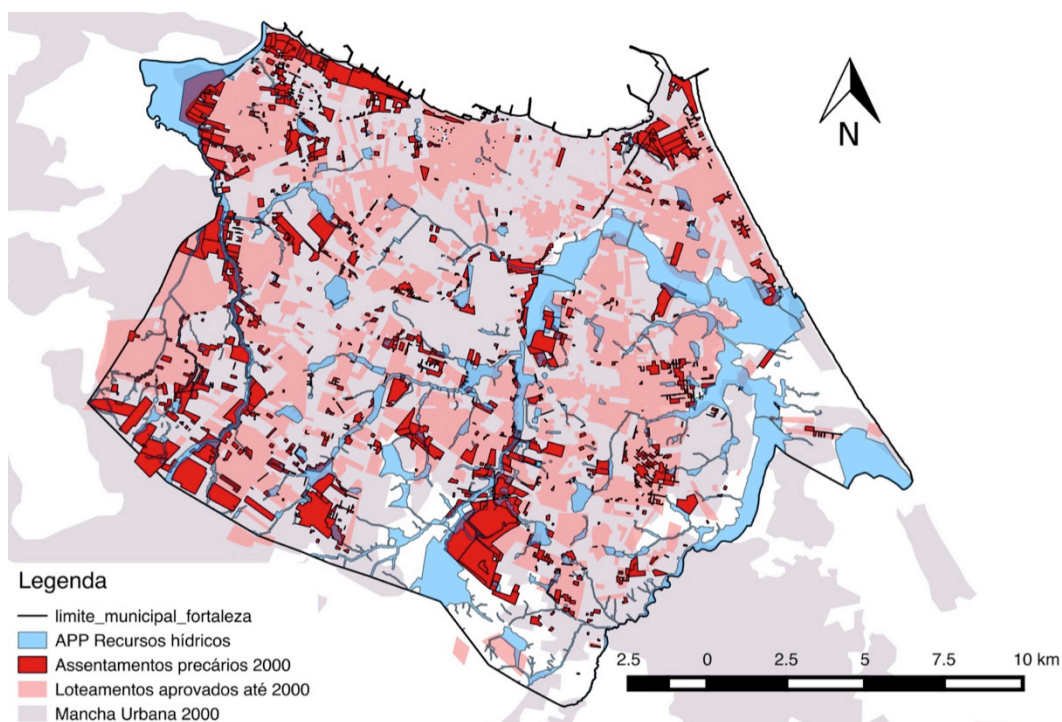 N
Legenda
limite_municipal_fortaleza
APP Recursos hídricos
Assentamentos precários 2000
Loteamentos aprovados até 2000
Mancha Urbana 2000
2.5 0 2.5 5 7.5 10 km